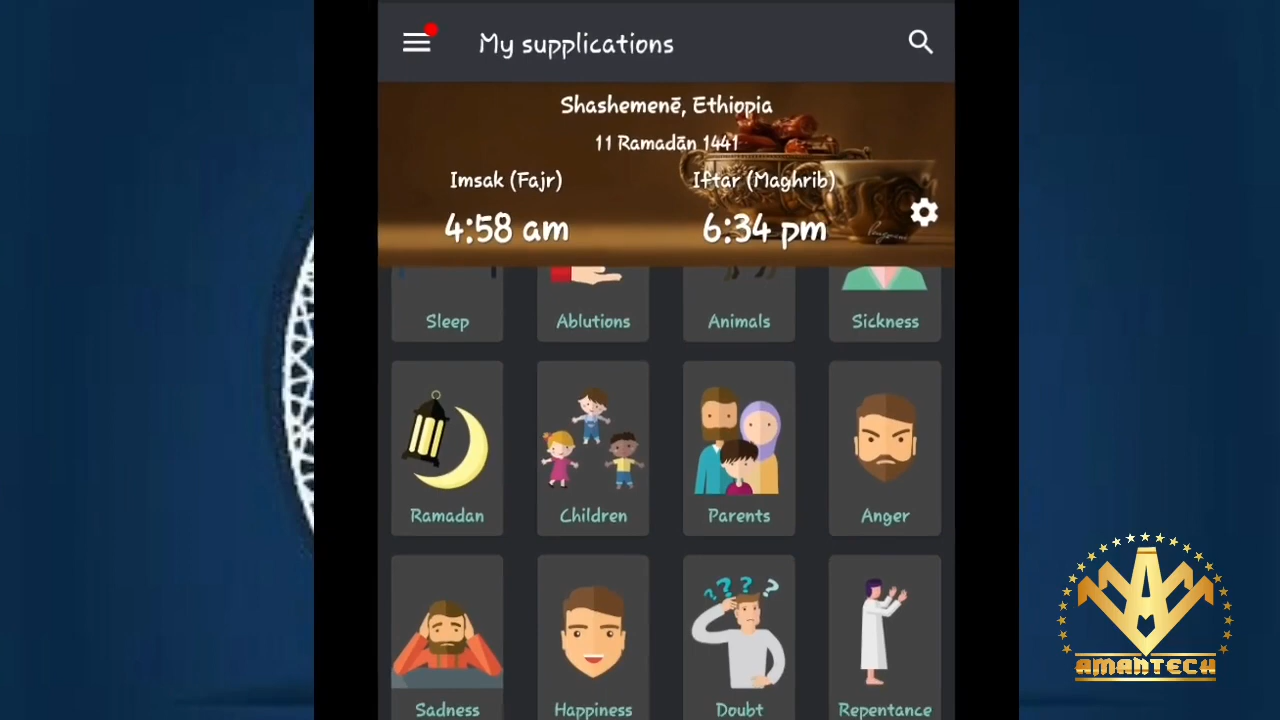 My supplications
Shashemenē, Ethiopia
11 Ramadān 1441
Imsak (Fajr) Iftar (Maghrib)
4:58 am 6:34 pm
Sleep Ablutions Animals Sickness
Ramadan Children Parents Anger
? ? ? ?
Sadness Happiness Doubt Repentance
AMANTECH